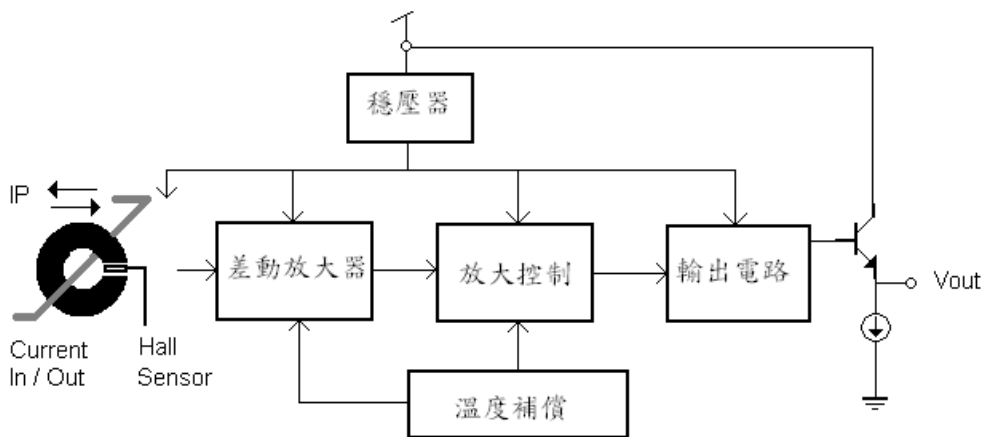 穩壓器
IP
差動放大器
放大控制
輸出電路
Vout
Current
In / Out
Hall
Sensor
溫度補償